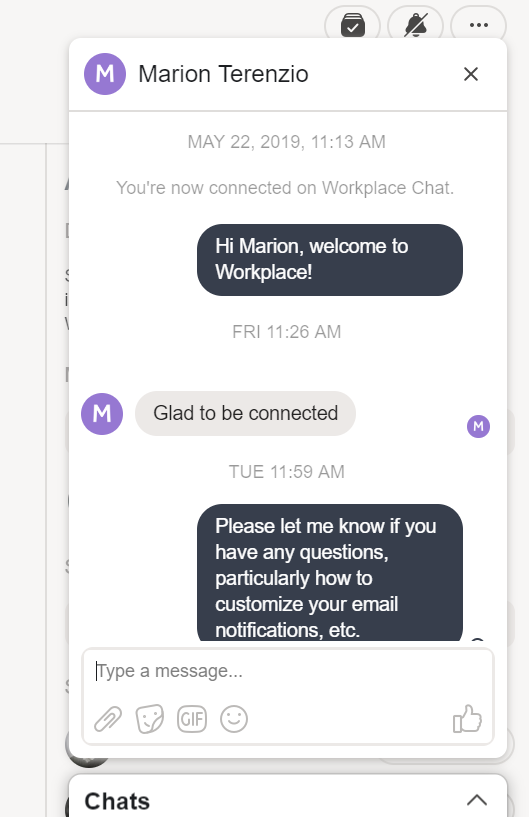 M Marion Terenzio
MAY 22, 2019, 11:13 AM
You're now connected on Workplace Chat.
Hi Marion, welcome to
Workplace!
FRI 11:26 AM
M Glad to be connected
M
TUE 11:59 AM
Please let me know if you
have any questions,
particularly how to
customize your email
notifications, etc.
Type a message...
GIF
Chats